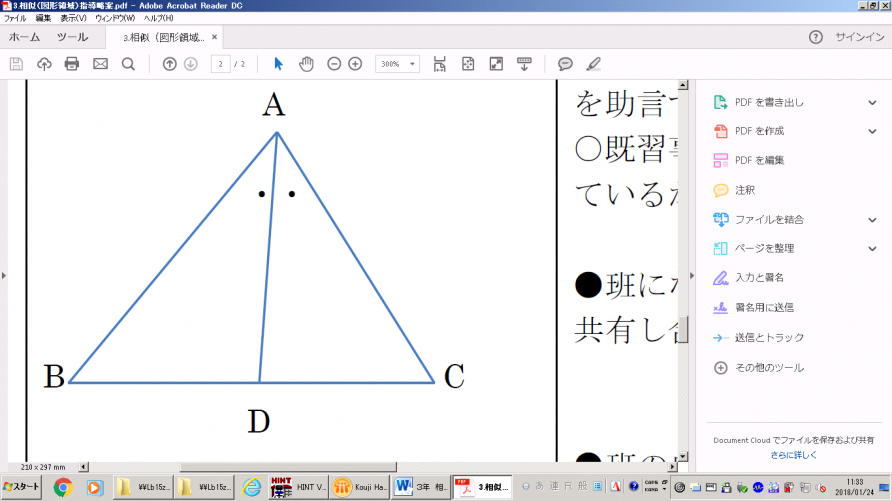 3.相似(図形領域)指導略案.pdf - Adobe Acrobat Reader DC
ファイル 編集 表示(V) ウィンドウ(W) ヘルプ(H)
ホーム ツール 3.相似（図形領域... × サインイン
2 / 2 300%
A
B
C
D
を助言
○既習
ている
●班に
共有し
●班の
PDF を書き出し
PDF を作成
PDF を編集
注釈
ファイルを結合
ページを整理
入力と署名
署名用に送信
送信とトラック
その他のツール
Document Cloud でファイルを保存および共有
さらに詳しく
210 x 297 mm
スタート ¥¥Lb15z... ¥¥Lb15z... HINT HINT V... Kouji Ha... 3年 相... 3.相似... あ 連 般 CAPS KANA 11:33
2018/01/24